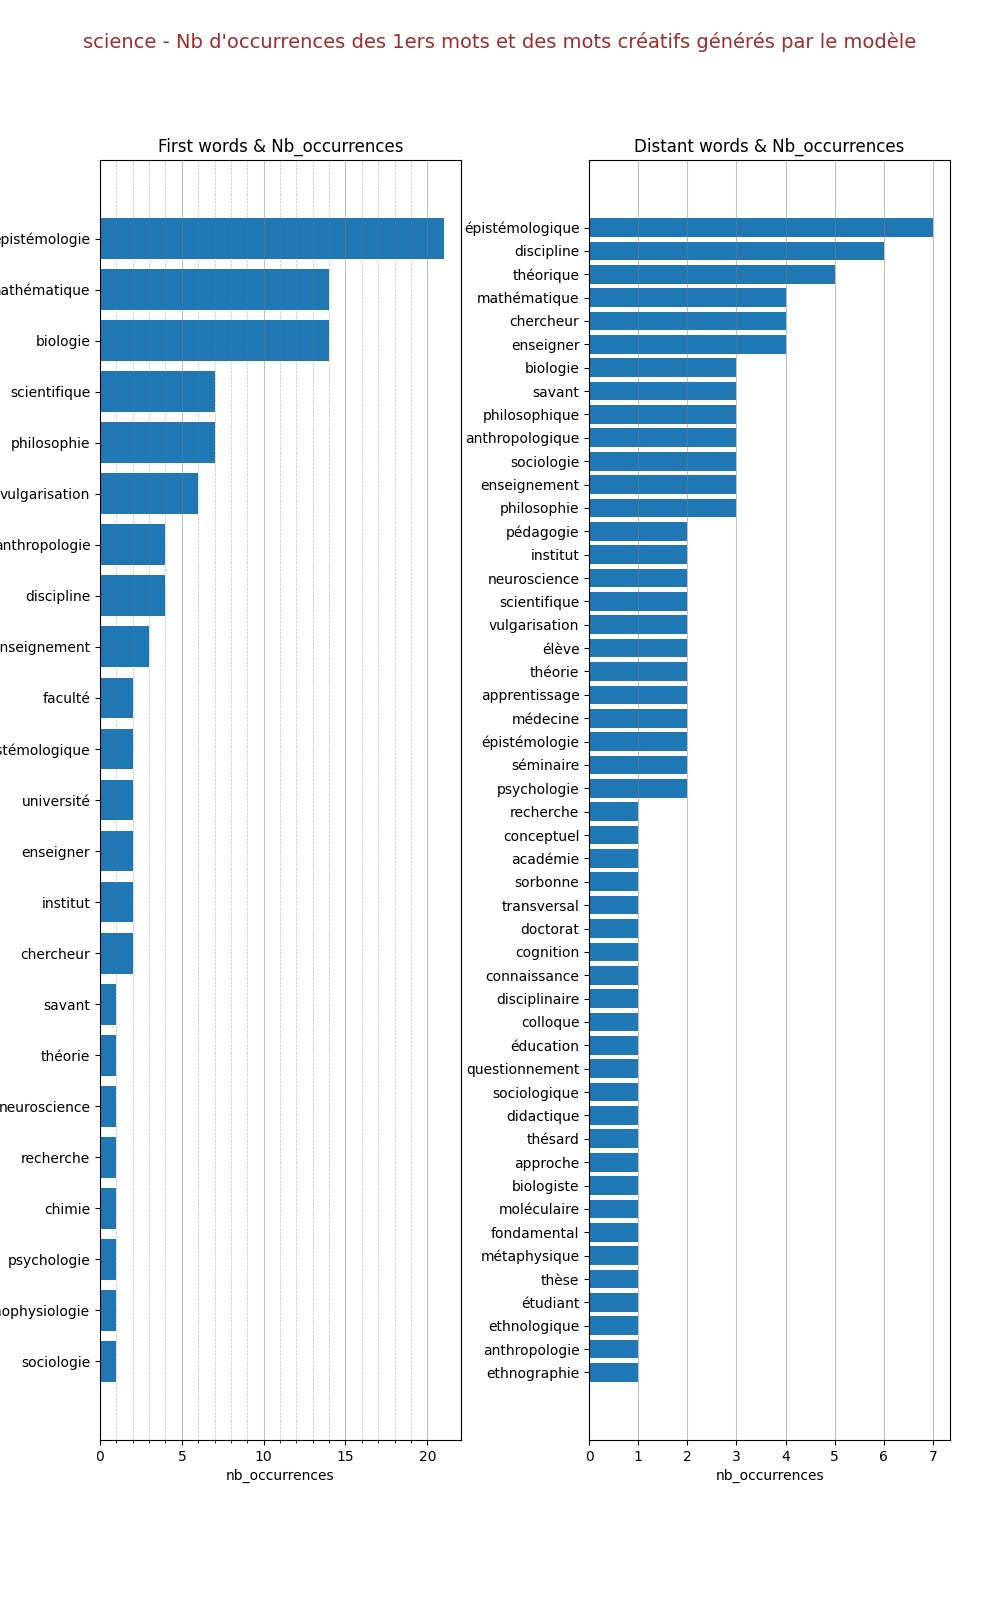 science - Nb d'occurrences des 1ers mots et des mots créatifs générés par le modèle
First words & Nb_occurrences
pistémologie
athématique
biologie
scientifique
philosophie
vulgarisation
anthropologie
discipline
nseignement
faculté
stémologique
université
enseigner
institut
chercheur
savant
théorie
neuroscience
recherche
chimie
psychologie
ophysiologie
sociologie
0 5 10 15 20
nb_occurrences
Distant words & Nb_occurrences
épistémologique
discipline
théorique
mathématique
chercheur
enseigner
biologie
savant
philosophique
anthropologique
sociologie
enseignement
philosophie
pédagogie
institut
neuroscience
scientifique
vulgarisation
élève
théorie
apprentissage
médecine
épistémologie
séminaire
psychologie
recherche
conceptuel
académie
sorbonne
transversal
doctorat
cognition
connaissance
disciplinaire
colloque
éducation
questionnement
sociologique
didactique
thésard
approche
biologiste
moléculaire
fondamental
métaphysique
thèse
étudiant
ethnologique
anthropologie
ethnographie
0 1 2 3 4 5 6 7
nb_occurrences